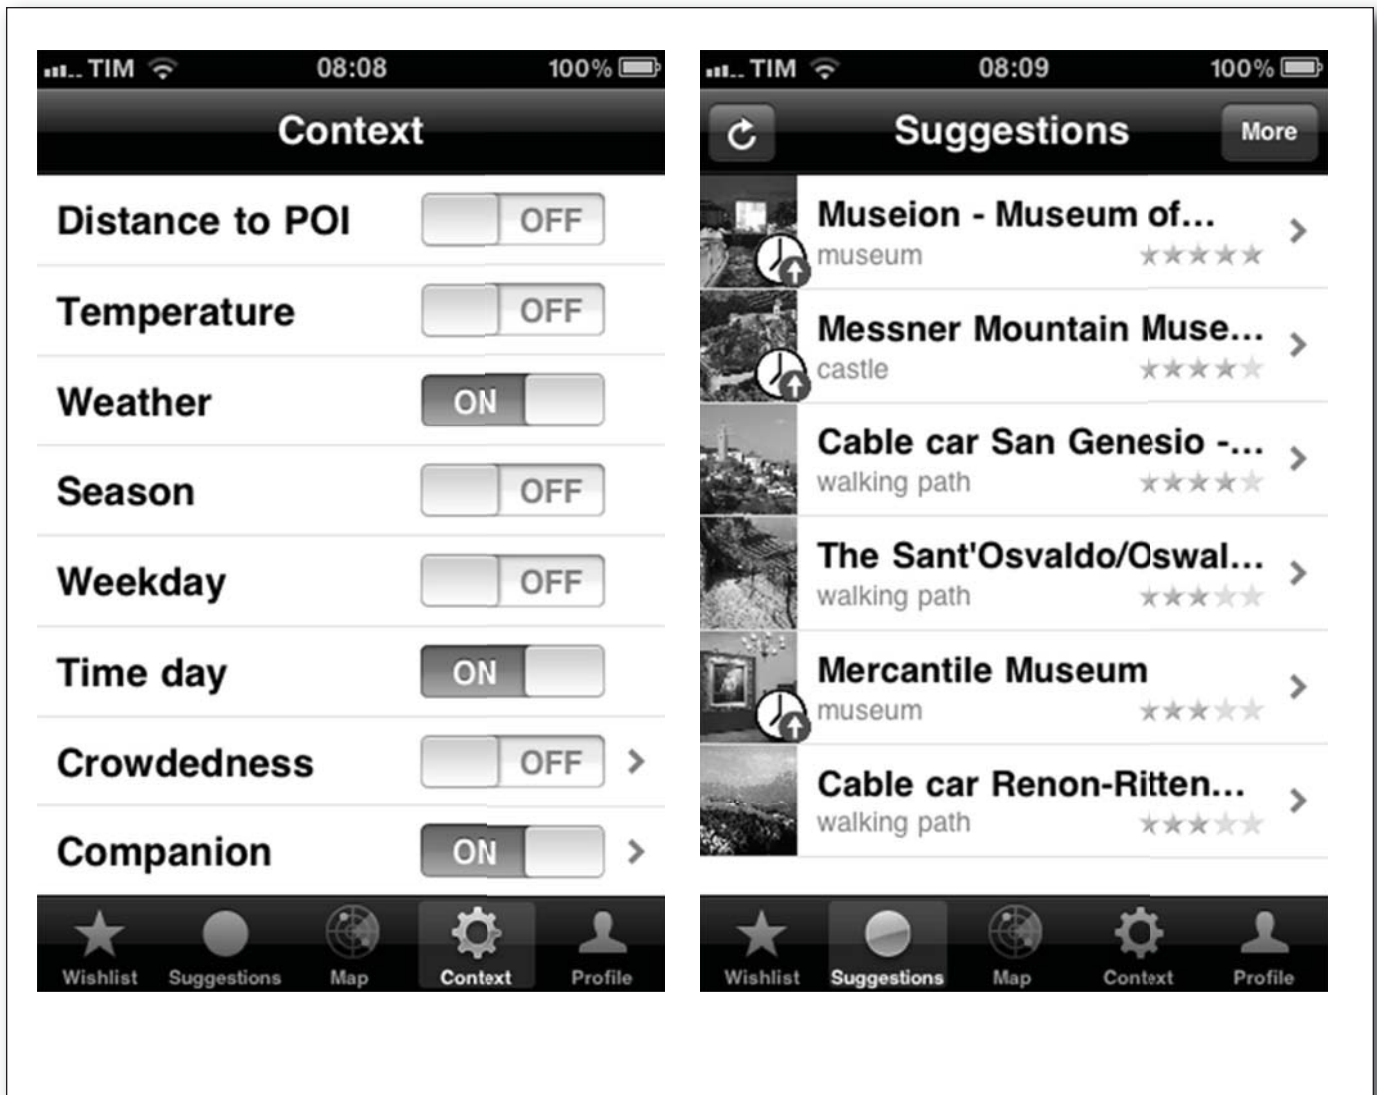 TIM 08:08 100%
Context
Distance to POI OFF
Temperature OFF
Weather ON
Season OFF
Weekday OFF
Time day ON
Crowdedness OFF
Companion ON
Wishlist Suggestions Map Context Profile
TIM 08:09 100%
Suggestions More
Museion - Museum of...
museum
Messner Mountain Muse...
castle
Cable car San Genesio -...
walking path
The Sant'Osvaldo/Oswal...
walking path
Mercantile Museum
museum
Cable car Renon-Ritten...
walking path
Wishlist Suggestions Map Context Profile